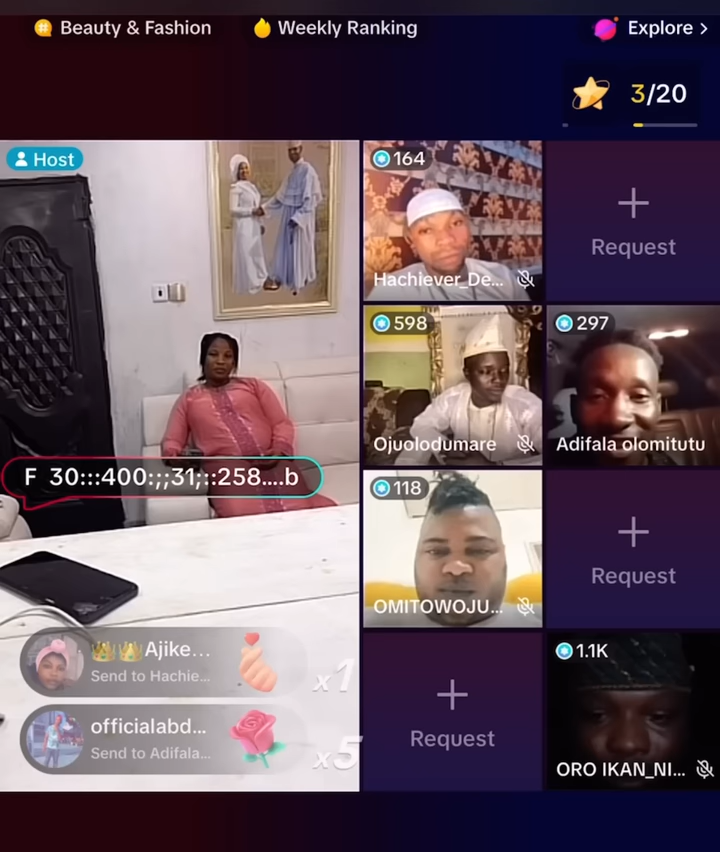 Beauty & Fashion
Weekly Ranking
Explore >
3/20
Host
164
Hachiever_De...
+
Request
598
Ojuolodumare
297
Adifala olomitutu
F 30:::400:;;31;::258....b
118
OMITOWOJU...
+
Request
Ajike...
Send to Hachie...
x1
officialabd...
Send to Adifala...
x5
+
Request
1.1K
ORO IKAN_NI...